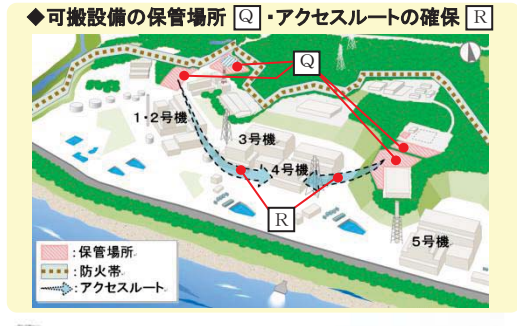 ◆可搬設備の保管場所 Q ・アクセスルートの確保 R
Q
1・2号機
3号機
4号機
R
5号機
:保管場所
:防火帯
:アクセスルート